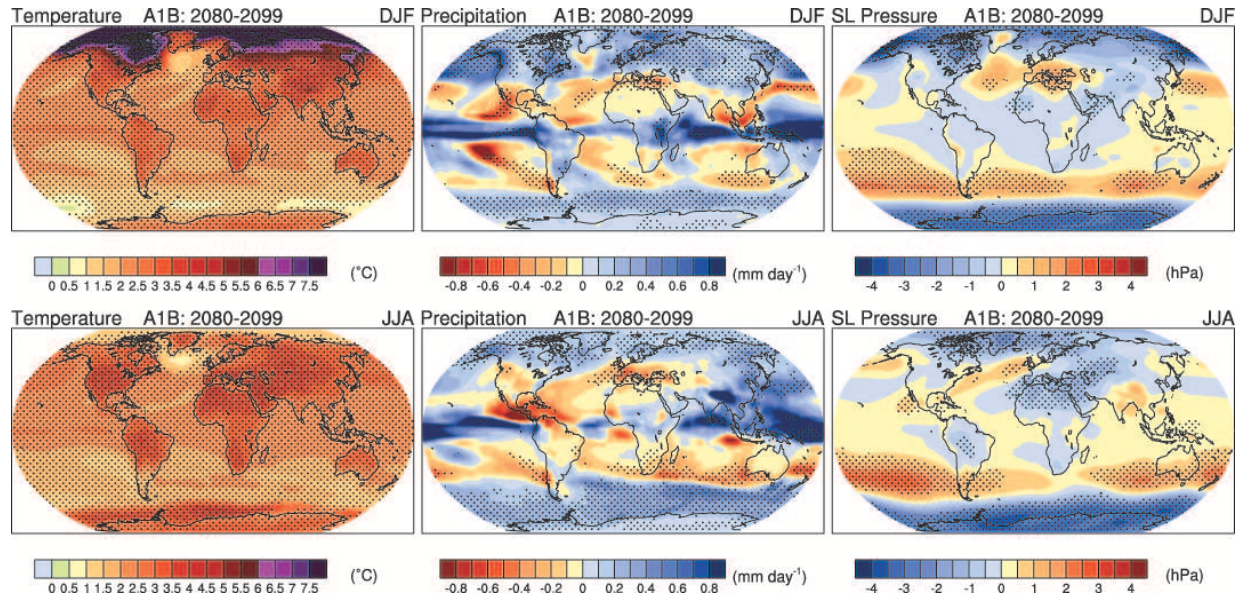 Temperature A1B: 2080-2099 DJF
Precipitation A1B: 2080-2099 DJF
SL Pressure A1B: 2080-2099 DJF
0 0.5 1 1.5 2 2.5 3 3.5 4 4.5 5 5.5 6 6.5 7 7.5 (°C)
-0.8 -0.6 -0.4 -0.2 0 0.2 0.4 0.6 0.8 (mm day⁻¹)
-4 -3 -2 -1 0 1 2 3 4 (hPa)
Temperature A1B: 2080-2099 JJA
Precipitation A1B: 2080-2099 JJA
SL Pressure A1B: 2080-2099 JJA
0 0.5 1 1.5 2 2.5 3 3.5 4 4.5 5 5.5 6 6.5 7 7.5 (°C)
-0.8 -0.6 -0.4 -0.2 0 0.2 0.4 0.6 0.8 (mm day⁻¹)
-4 -3 -2 -1 0 1 2 3 4 (hPa)